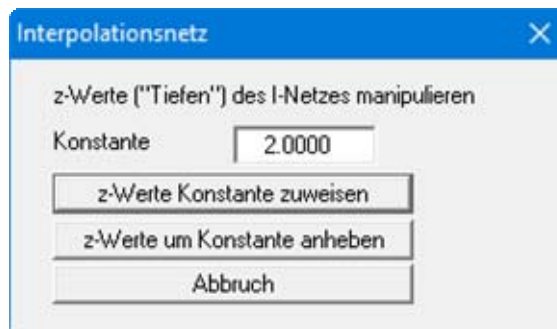 Interpolationsnetz
z-Werte ("Tiefen") des I-Netzes manipulieren
Konstante 2.0000
z-Werte Konstante zuweisen
z-Werte um Konstante anheben
Abbruch